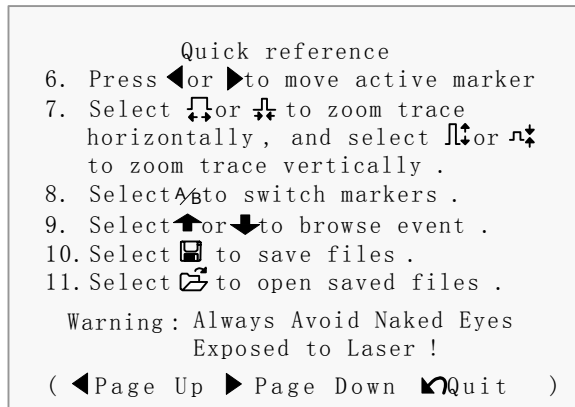 Quick reference
6. Press ◀or ▶to move active marker
7. Select or to zoom trace
horizontally, and select or
to zoom trace vertically.
8. Select A/B to switch markers.
9. Select ⬆or⬇to browse event.
10. Select to save files.
11. Select to open saved files.
Warning: Always Avoid Naked Eyes
Exposed to Laser!
( ◀Page Up ▶ Page Down Quit )